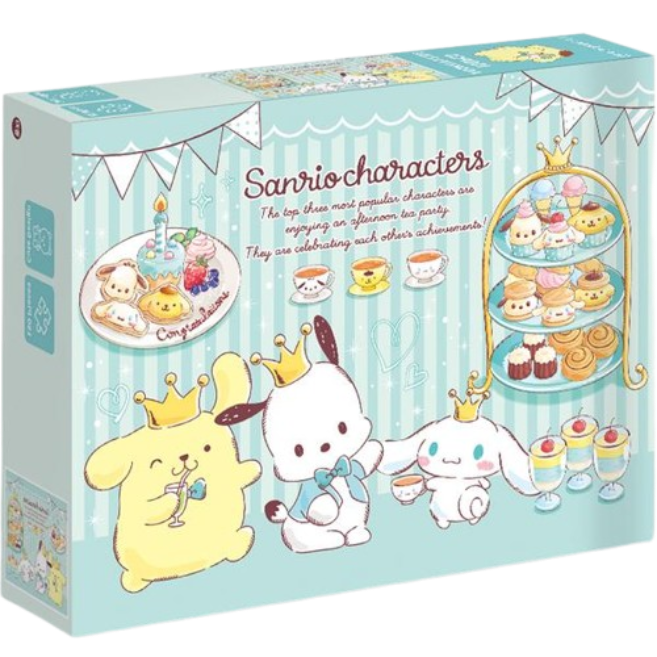 Sanrio characters
The top three most popular characters are
enjoying an afternoon tea party.
They are celebrating each other's achievements!
Congratulations